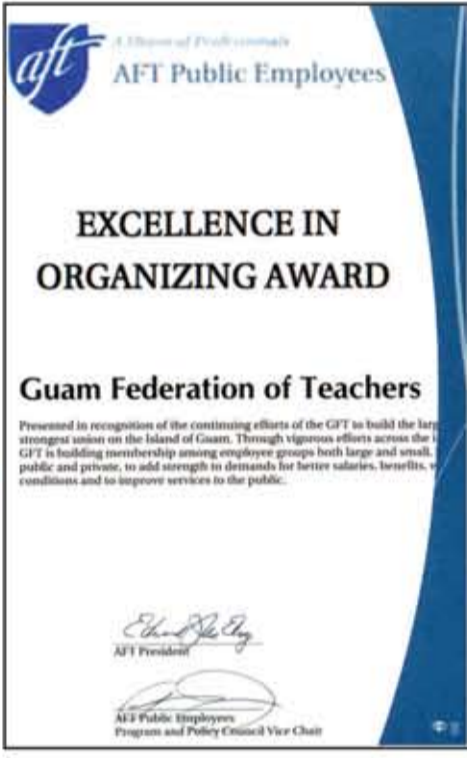 aft
A Union of Professionals
AFT Public Employees
EXCELLENCE IN
ORGANIZING AWARD
Guam Federation of Teachers
Presented in recognition of the continuing efforts of the GFT to build the larg
strongest union on the Island of Guam. Through vigorous efforts across the i
GFT is building membership among employee groups both large and small,
public and private, to add strength to demands for better salaries, benefits, w
conditions and to improve services to the public.
AFT President
AFT Public Employees
Program and Policy Council Vice Chair